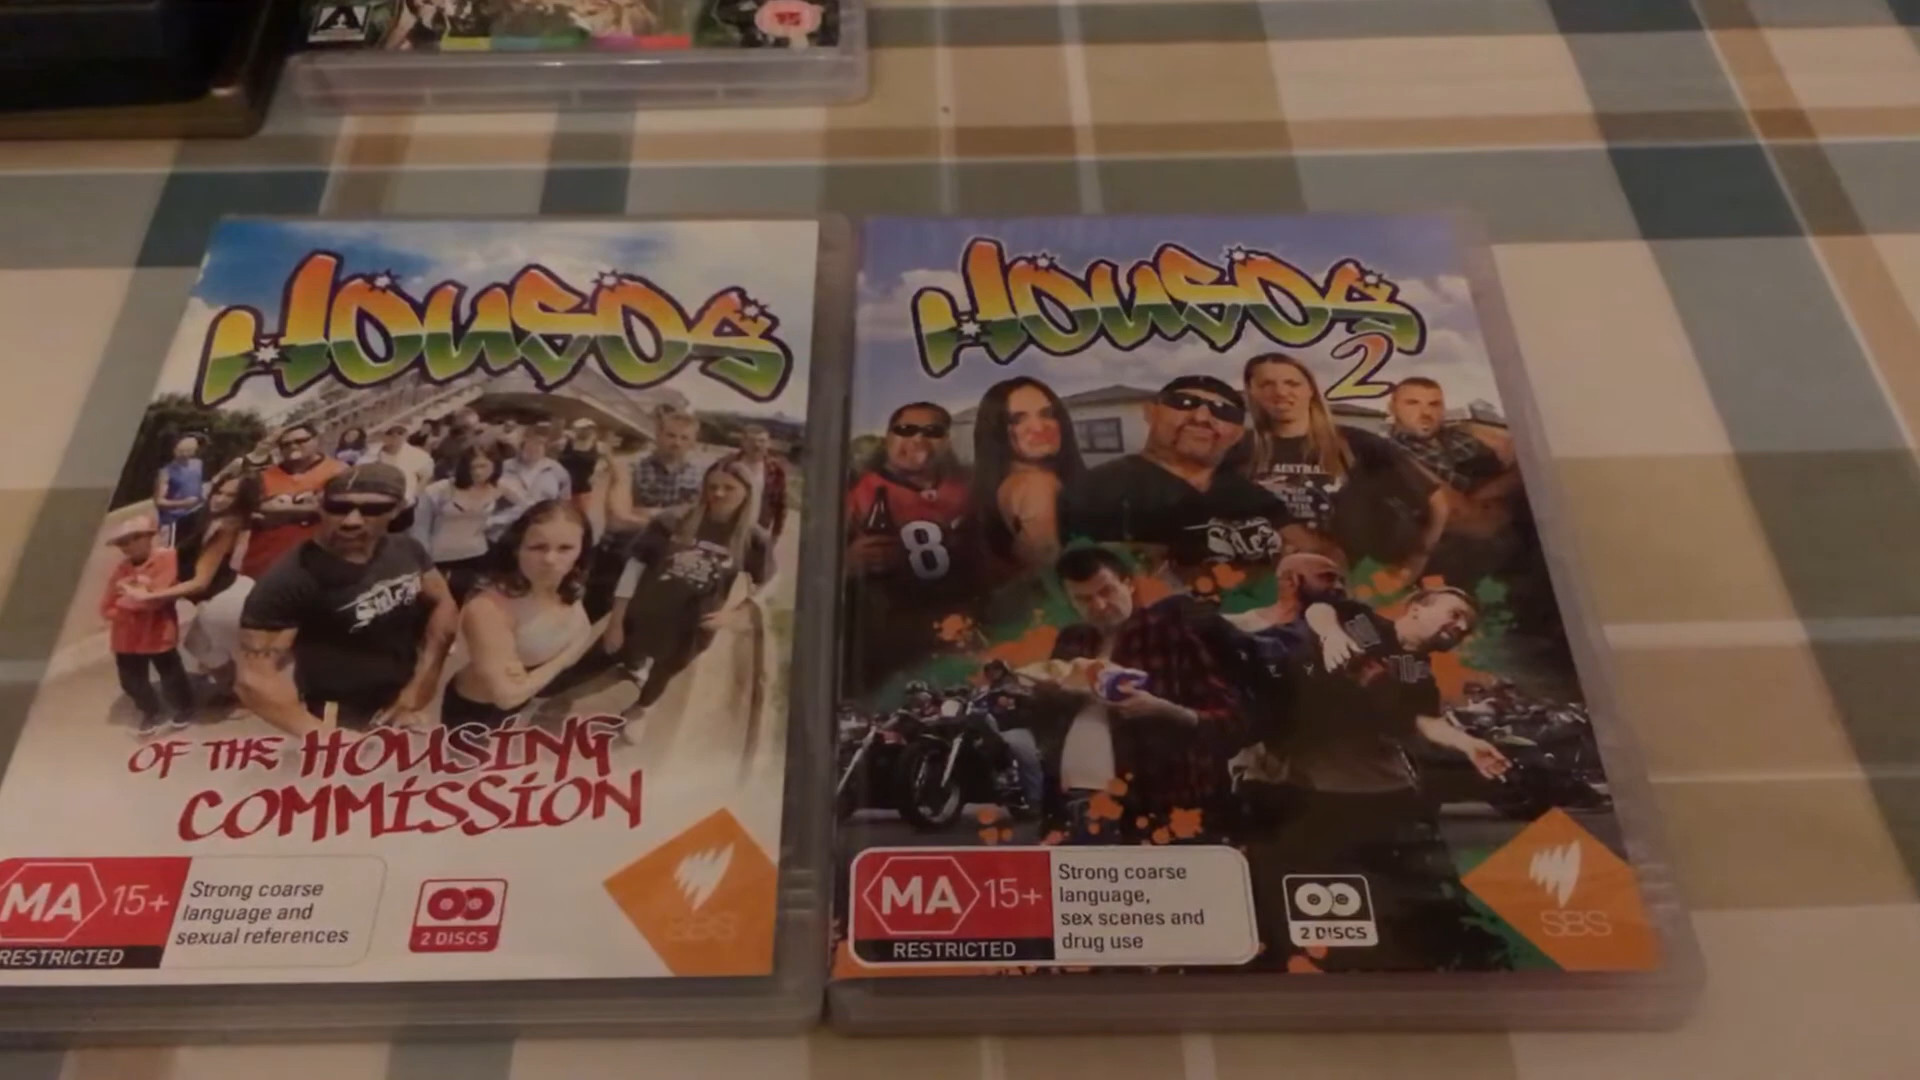 15
HOUSOS
OF THE HOUSING
COMMISSION
MA 15+
RESTRICTED
Strong coarse
language and
sexual references
2 DISCS
SBS
HOUSOS
2
8
MA 15+
RESTRICTED
Strong coarse
language,
sex scenes and
drug use
2 DISCS
SBS